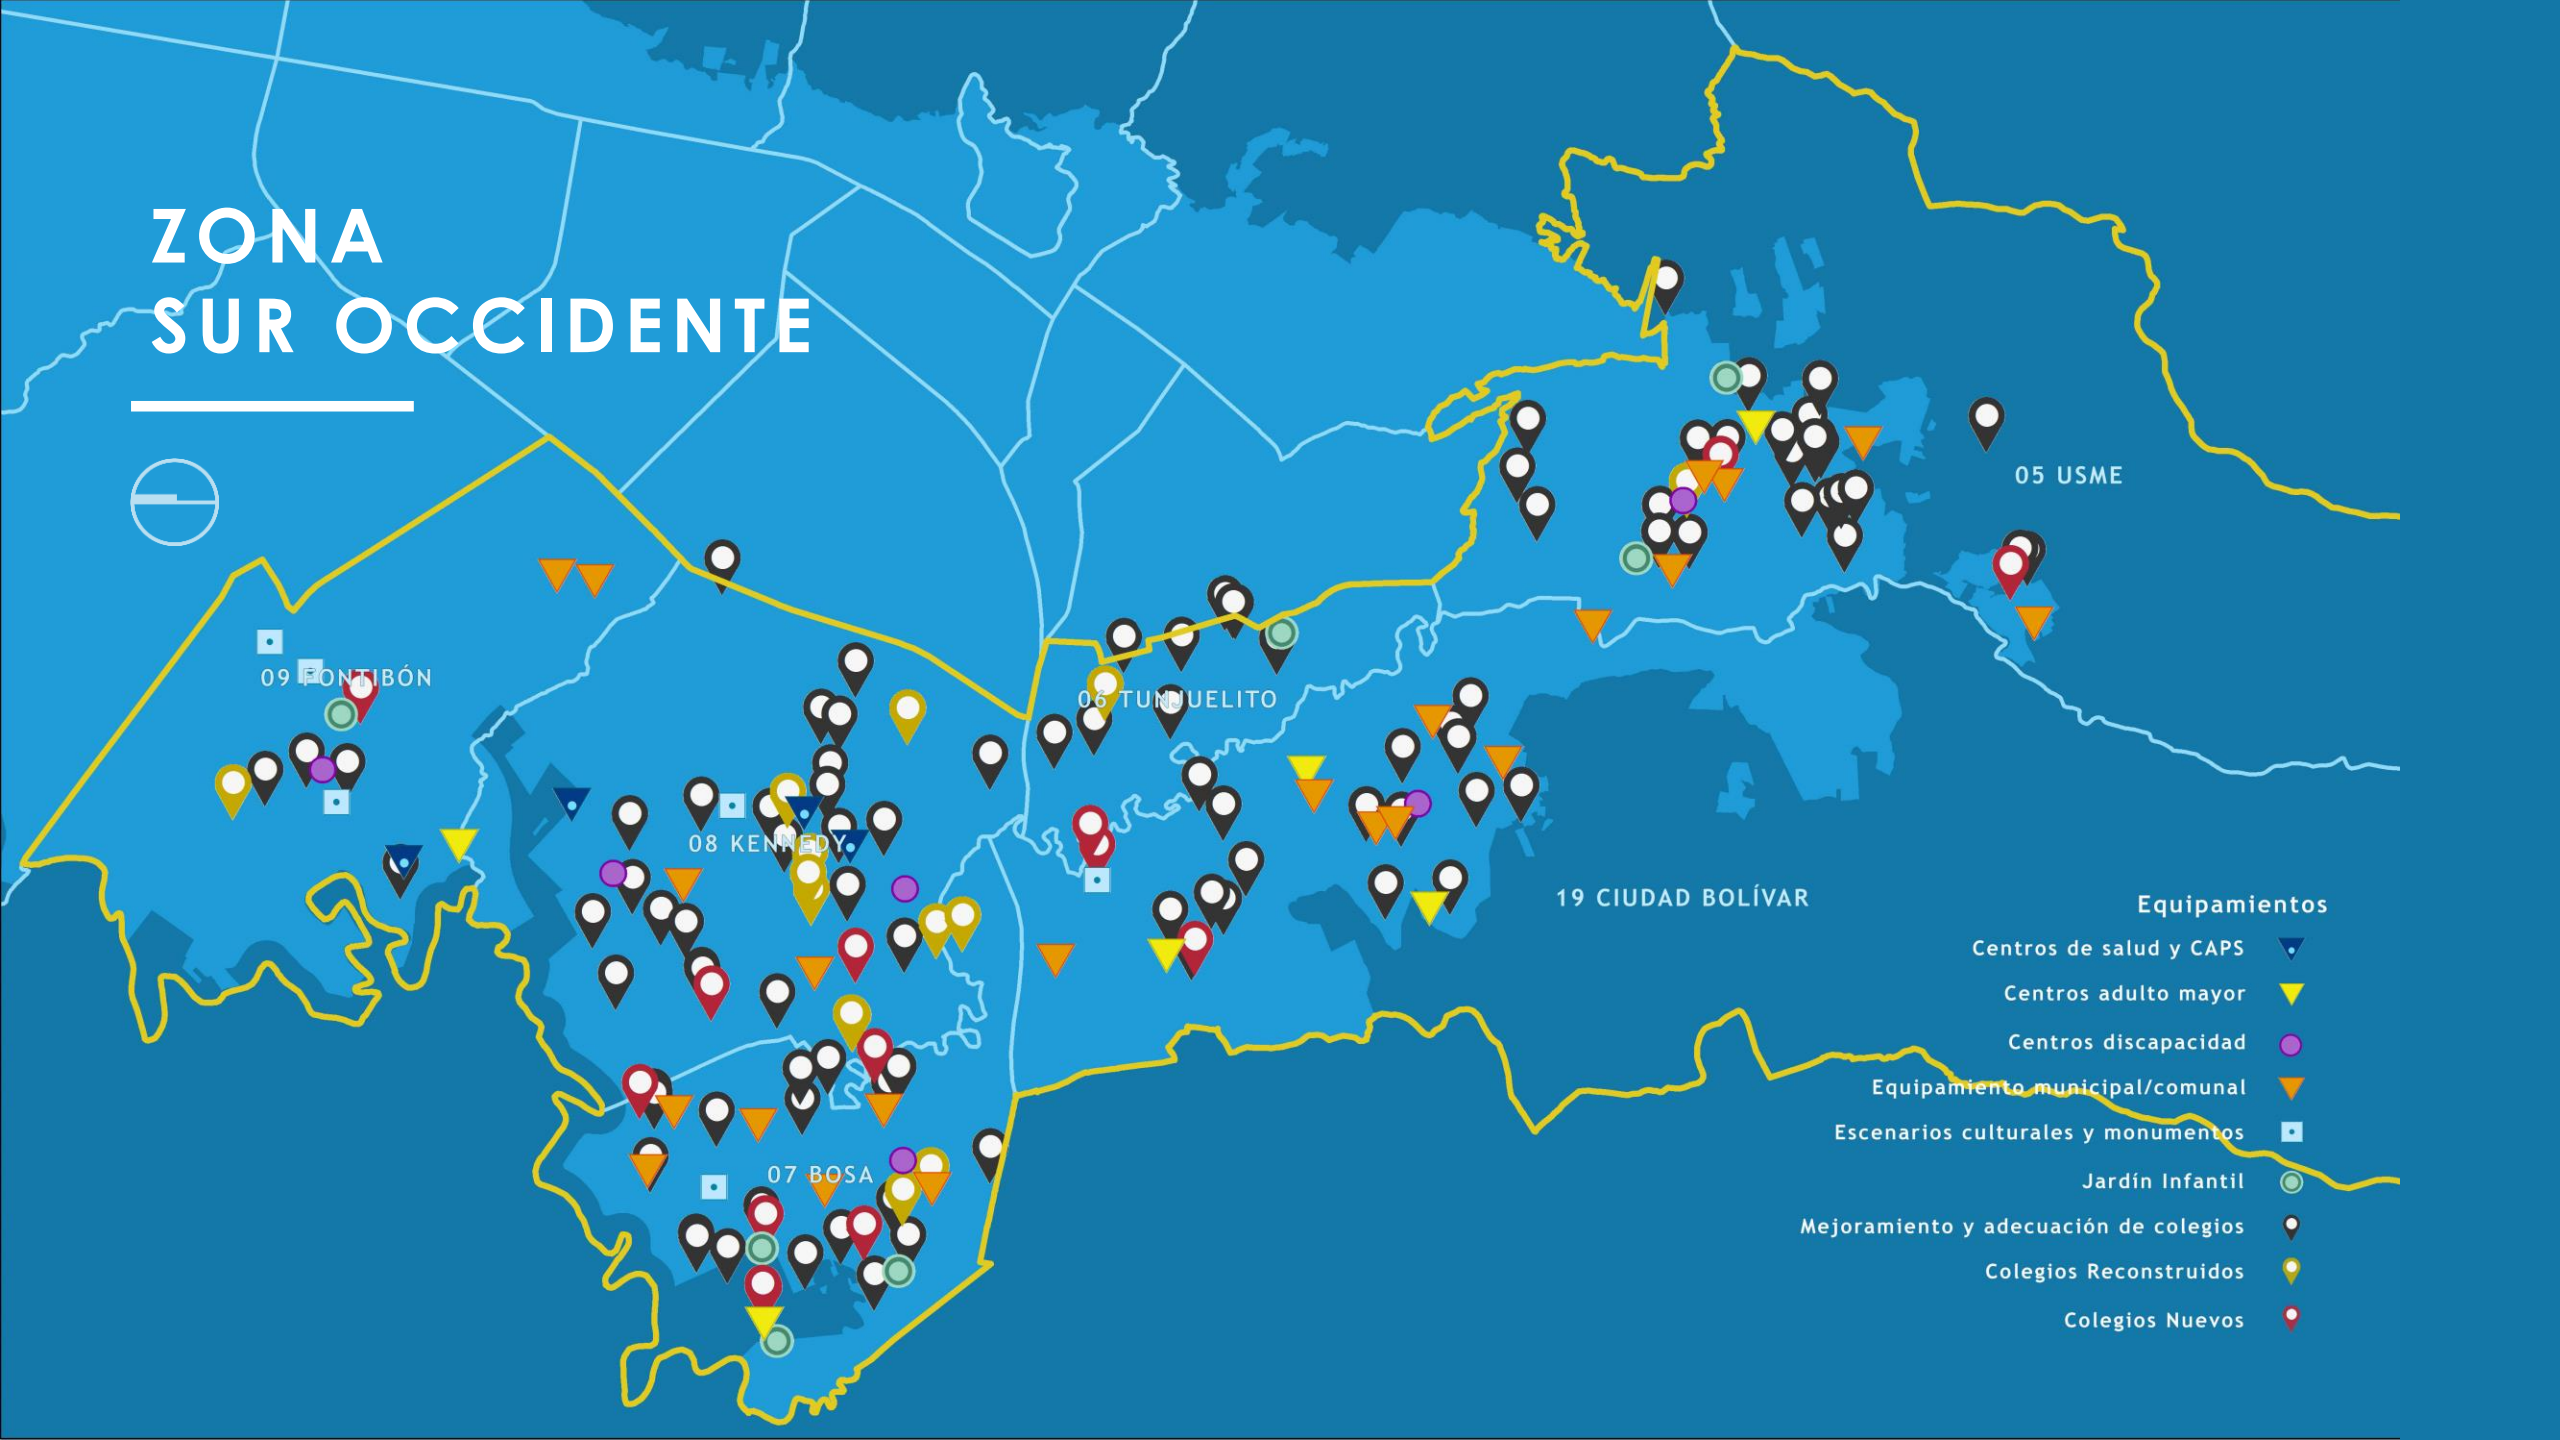 ZONA
SUR OCCIDENTE
05 USME
09 FONTIBÓN
06 TUNJUELITO
08 KENNEDY
19 CIUDAD BOLÍVAR
07 BOSA
Equipamientos
Centros de salud y CAPS
Centros adulto mayor
Centros discapacidad
Equipamiento municipal/comunal
Escenarios culturales y monumentos
Jardín Infantil
Mejoramiento y adecuación de colegios
Colegios Reconstruidos
Colegios Nuevos